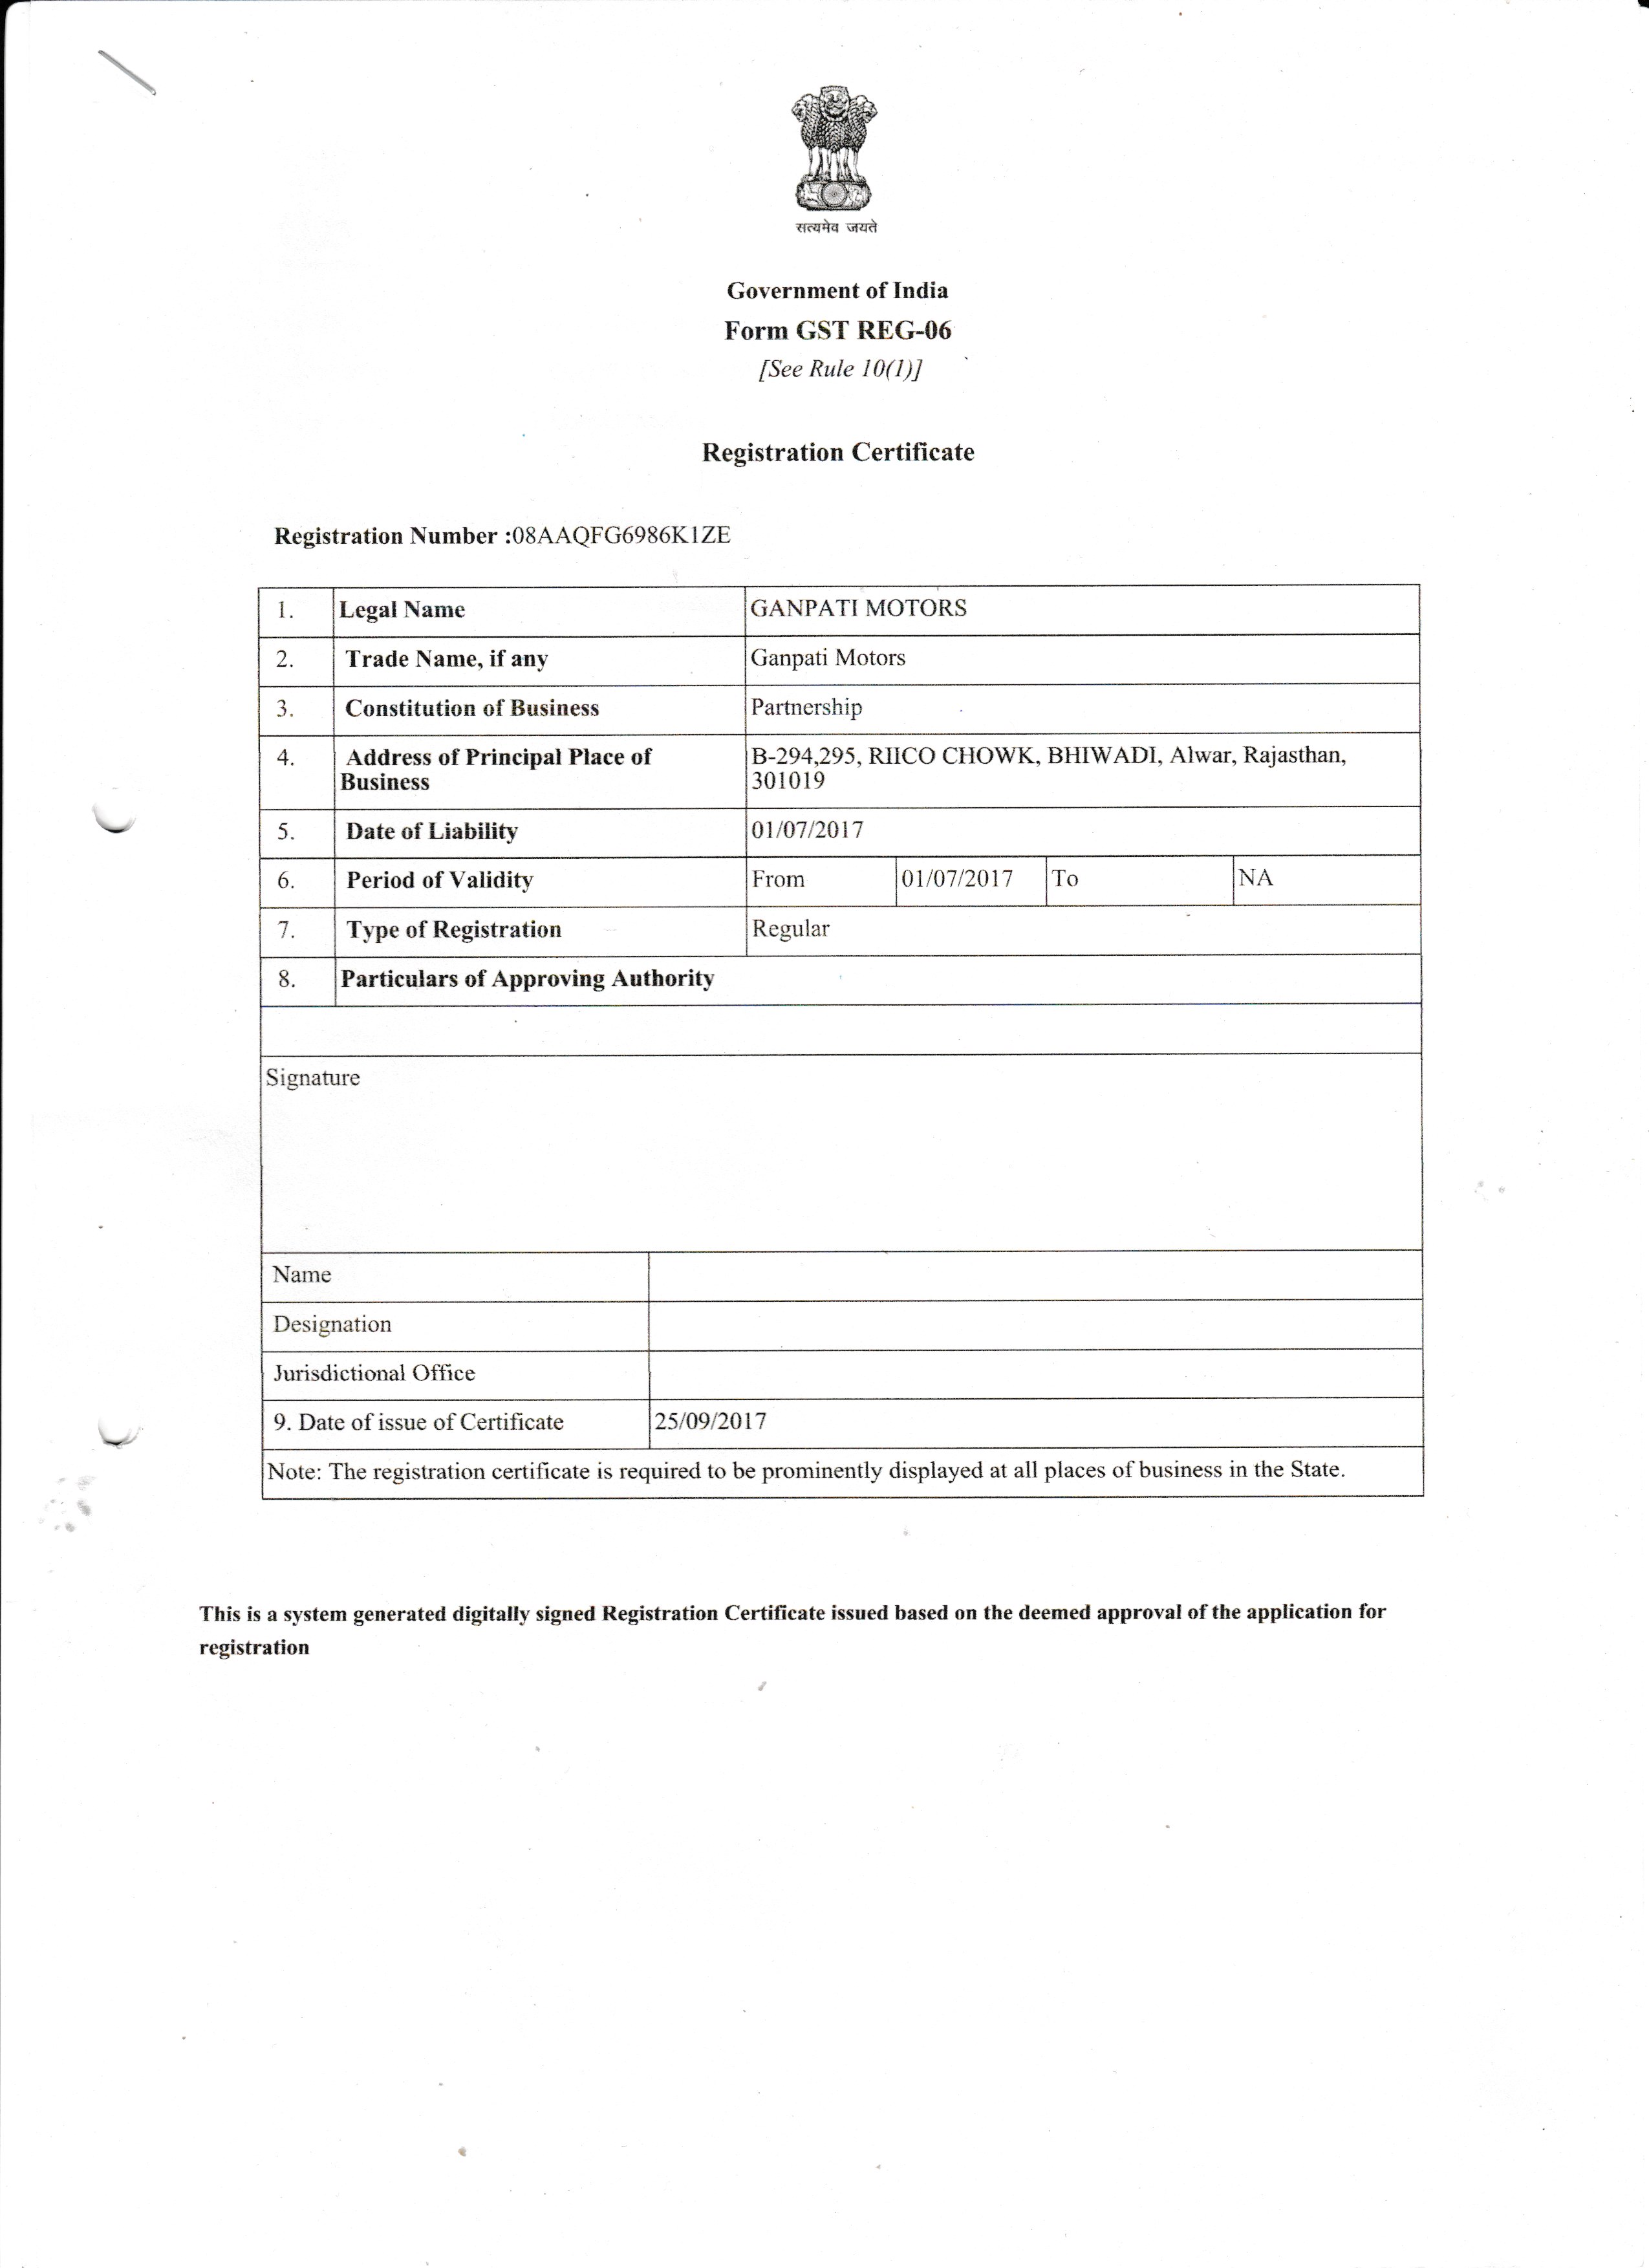 सत्यमेव जयते
Government of India
Form GST REG-06
[See Rule 10(1)]
Registration Certificate
Registration Number :08AAQFG6986K1ZE
1. Legal Name GANPATI MOTORS
2. Trade Name, if any Ganpati Motors
3. Constitution of Business Partnership
4. Address of Principal Place of B-294,295, RIICO CHOWK, BHIWADI, Alwar, Rajasthan,
Business 301019
5. Date of Liability 01/07/2017
6. Period of Validity From 01/07/2017 To NA
7. Type of Registration Regular
8. Particulars of Approving Authority
Signature
Name
Designation
Jurisdictional Office
9. Date of issue of Certificate 25/09/2017
Note: The registration certificate is required to be prominently displayed at all places of business in the State.
This is a system generated digitally signed Registration Certificate issued based on the deemed approval of the application for
registration